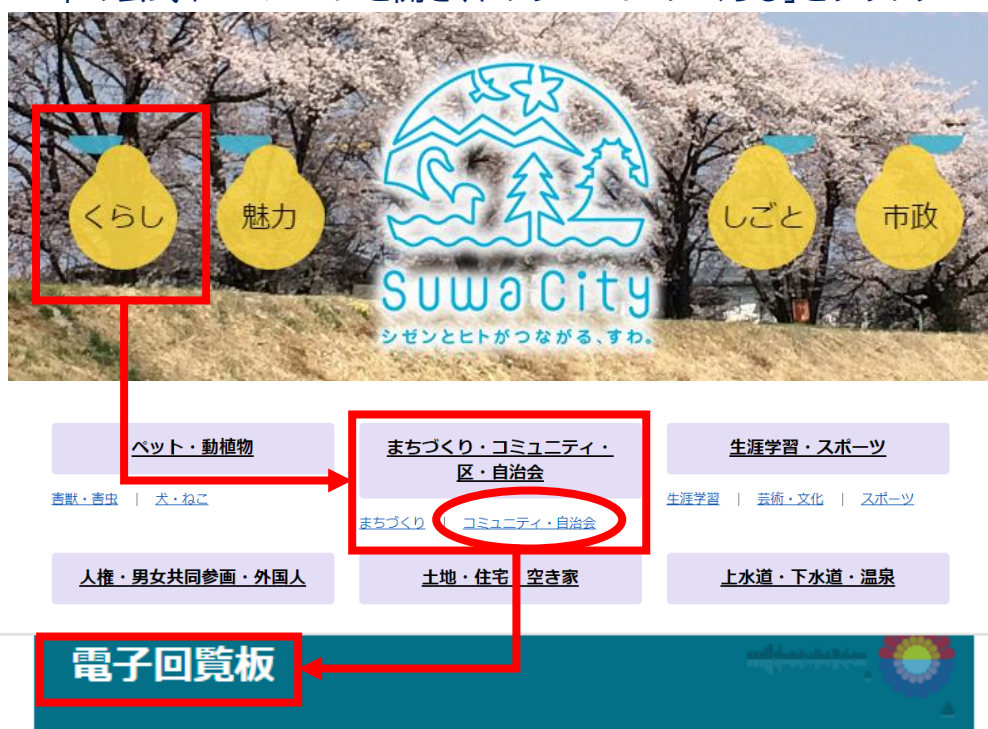 くらし
魅力
しごと
市政
Suwa City
シゼンとヒトがつながる、すわ。
ペット・動植物
まちづくり・コミュニティ・
区・自治会
生涯学習・スポーツ
害獣・害虫 | 犬・ねこ
まちづくり | コミュニティ・自治会
生涯学習 | 芸術・文化 | スポーツ
人権・男女共同参画・外国人
土地・住宅・空き家
上水道・下水道・温泉
電子回覧板